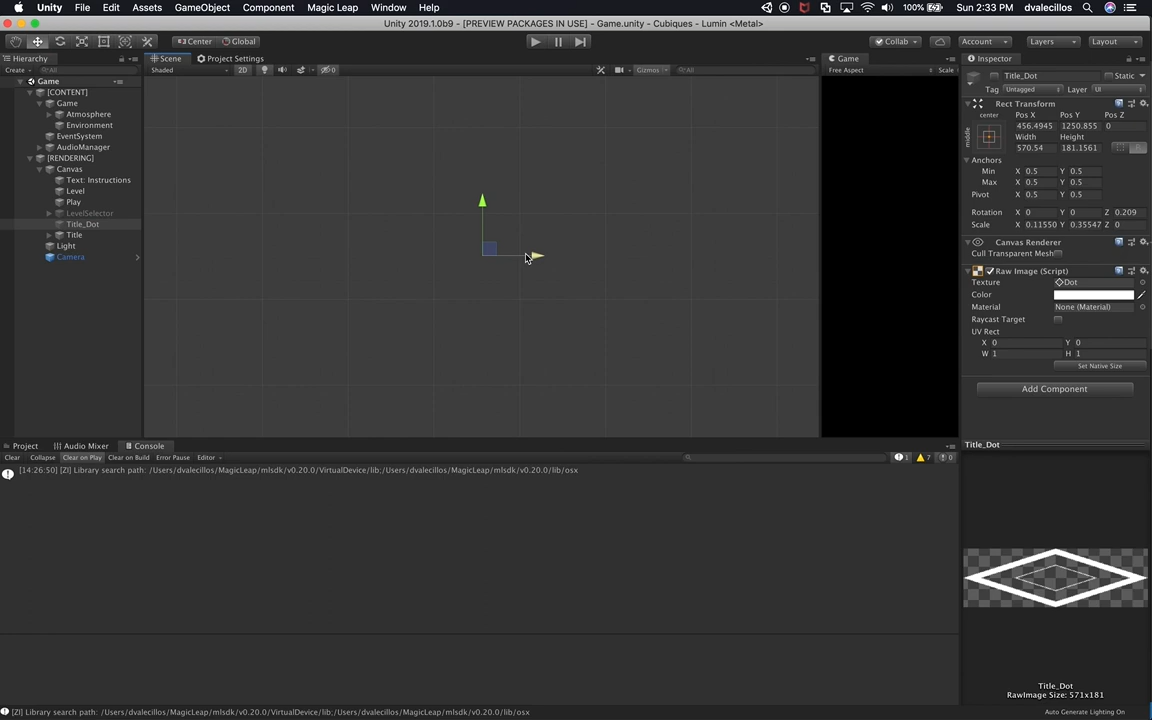 Unity File Edit Assets GameObject Component Magic Leap Window Help 100% Sun 2:33 PM dvalecillos
Unity 2019.1.0b9 - [PREVIEW PACKAGES IN USE] - Game.unity - Cubiques - Lumin <Metal>
Center Global Collab Account Layers Layout
Hierarchy Scene Project Settings Game Inspector
Create All Shaded 2D 0 Gizmos All Free Aspect Scale
Title_Dot Static
Tag Untagged Layer UI
Game
[CONTENT]
Game
Atmosphere
Environment
EventSystem
AudioManager
[RENDERING]
Canvas
Text: Instructions
Level
Play
LevelSelector
Title_Dot
Title
Light
Camera
Rect Transform
center Pos X Pos Y Pos Z
middle 456.4945 1250.855 0
Width Height
570.54 181.1561
R
Anchors
Min X 0.5 Y 0.5
Max X 0.5 Y 0.5
Pivot X 0.5 Y 0.5
Rotation X 0 Y 0 Z 0.209
Scale X 0.11550 Y 0.35547 Z 0
Canvas Renderer
Cull Transparent Mesh
Raw Image (Script)
Texture Dot
Color
Material None (Material)
Raycast Target
UV Rect
X 0 Y 0
W 1 H 1
Set Native Size
Add Component
Project Audio Mixer Console
Clear Collapse Clear on Play Clear on Build Error Pause Editor 1 7 0
[14:26:50] [ZI] Library search path: /Users/dvalecillos/MagicLeap/mlsdk/v0.20.0/VirtualDevice/lib;/Users/dvalecillos/MagicLeap/mlsdk/v0.20.0/lib/osx
Title_Dot
Title_Dot
RawImage Size: 571x181
[ZI] Library search path: /Users/dvalecillos/MagicLeap/mlsdk/v0.20.0/VirtualDevice/lib;/Users/dvalecillos/MagicLeap/mlsdk/v0.20.0/lib/osx
Auto Generate Lighting On